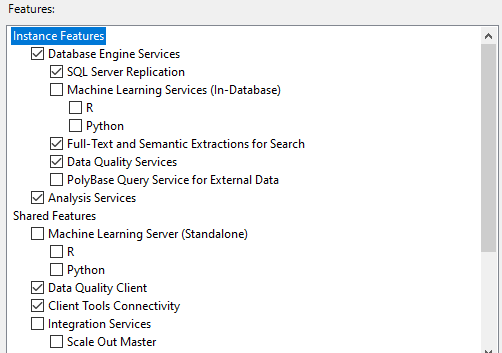 Features:
Instance Features
Database Engine Services
SQL Server Replication
Machine Learning Services (In-Database)
R
Python
Full-Text and Semantic Extractions for Search
Data Quality Services
PolyBase Query Service for External Data
Analysis Services
Shared Features
Machine Learning Server (Standalone)
R
Python
Data Quality Client
Client Tools Connectivity
Integration Services
Scale Out Master